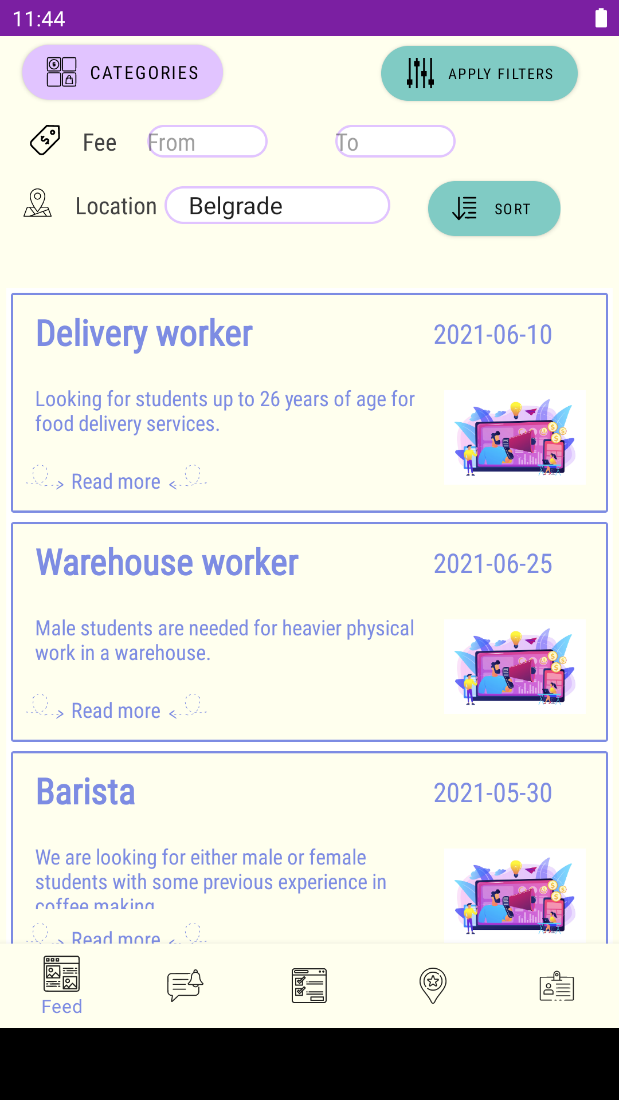 11:44
CATEGORIES
APPLY FILTERS
Fee From To
Location Belgrade
SORT
Delivery worker 2021-06-10
Looking for students up to 26 years of age for
food delivery services.
Read more
Warehouse worker 2021-06-25
Male students are needed for heavier physical
work in a warehouse.
Read more
Barista 2021-05-30
We are looking for either male or female
students with some previous experience in
coffee making
Read more
Feed